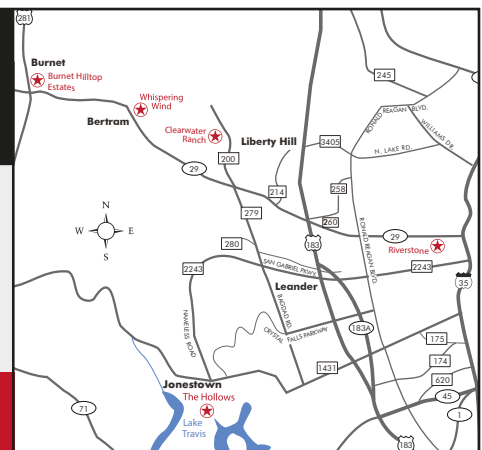 281
Burnet
Burnet Hilltop
Estates
245
Whispering
Wind
RONALD REAGAN BLVD.
WILLIAMS DR.
Bertram
Clearwater
Ranch
Liberty Hill
3405
N. LAKE RD.
200
29
214
258
279
260
N
W
E
S
280
183
RONALD REAGAN BLVD.
29
Riverstone
2243
SAN GABRIEL PKWY.
2243
35
Leander
BAGDAD RD.
NAMELESS ROAD
CRYSTAL FALLS PARKWAY
183A
175
174
1431
620
Jonestown
The Hollows
45
71
Lake
Travis
1
183